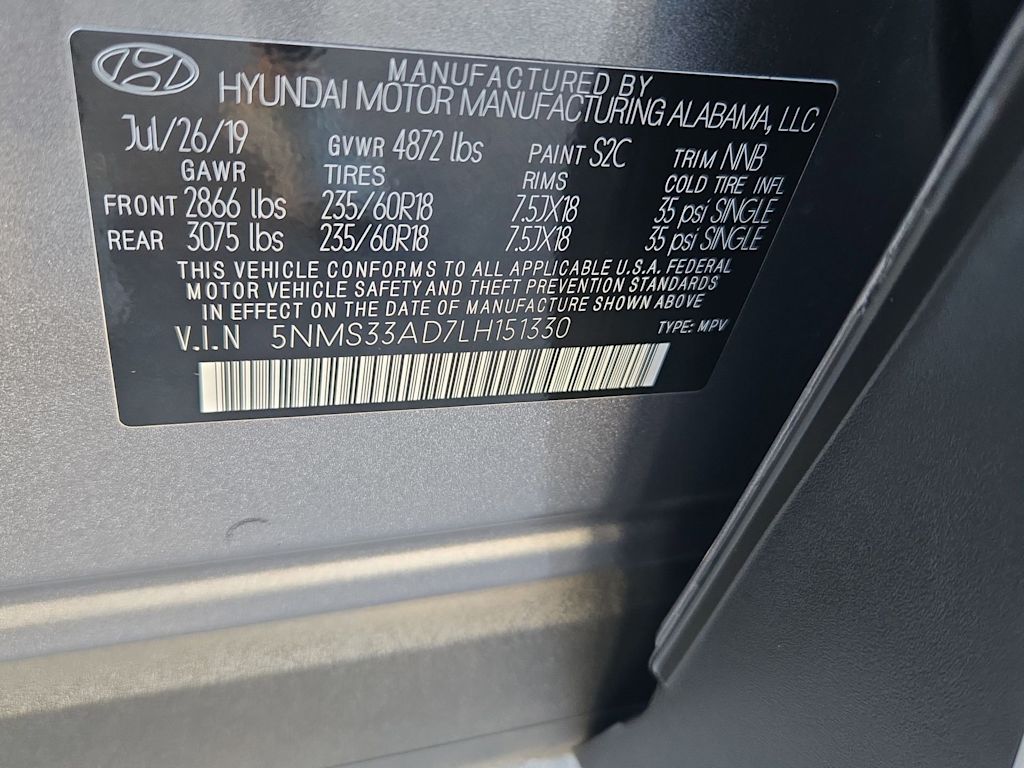 MANUFACTURED BY
HYUNDAI MOTOR MANUFACTURING ALABAMA, LLC
Jul/26/19 GVWR 4872 lbs PAINT S2C TRIM NNB
GAWR TIRES RIMS COLD TIRE INFL
FRONT 2866 lbs 235/60R18 7.5JX18 35 psi SINGLE
REAR 3075 lbs 235/60R18 7.5JX18 35 psi SINGLE
THIS VEHICLE CONFORMS TO ALL APPLICABLE U.S.A. FEDERAL
MOTOR VEHICLE SAFETY AND THEFT PREVENTION STANDARDS
IN EFFECT ON THE DATE OF MANUFACTURE SHOWN ABOVE
V.I.N 5NMS33AD7LH151330 TYPE: MPV